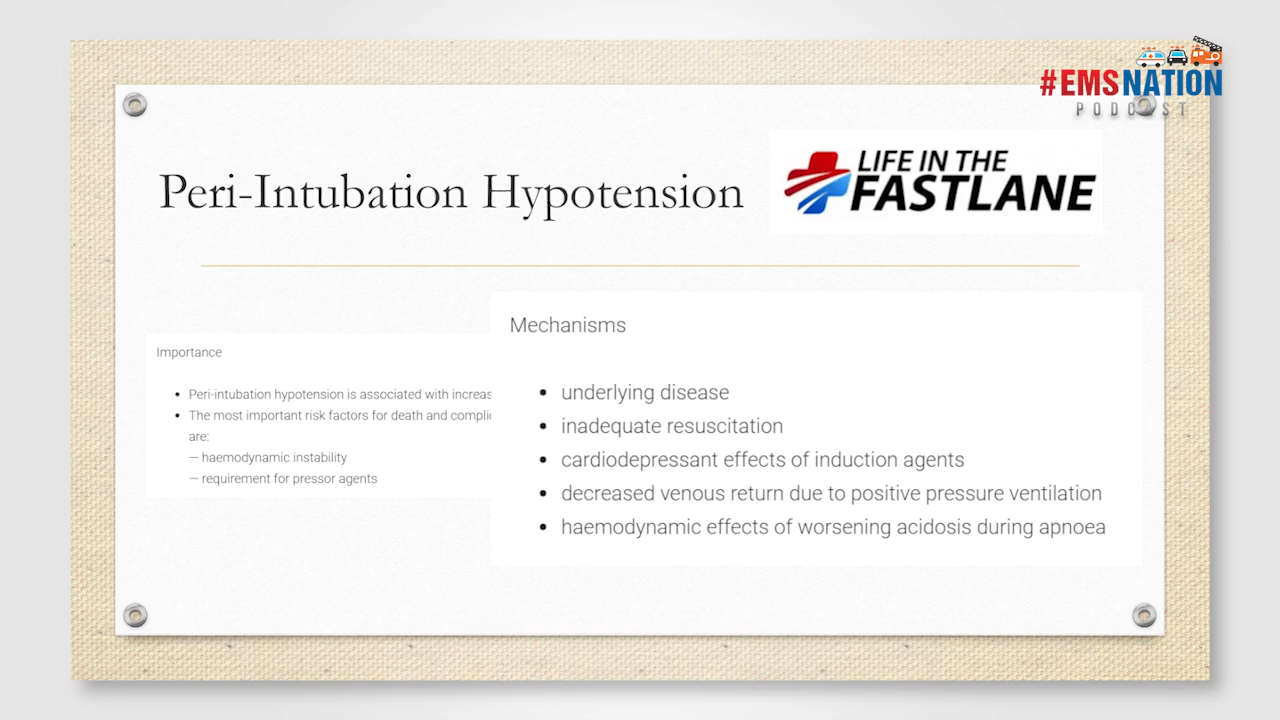 #EMSNATION
PODCAST
Peri-Intubation Hypotension
LIFE IN THE
FASTLANE
Importance
• Peri-intubation hypotension is associated with
• The most important risk factors for death and
are:
– haemodynamic instability
– requirement for pressor agents
Mechanisms
• underlying disease
• inadequate resuscitation
• cardiodepressant effects of induction agents
• decreased venous return due to positive pressure ventilation
• haemodynamic effects of worsening acidosis during apnoea